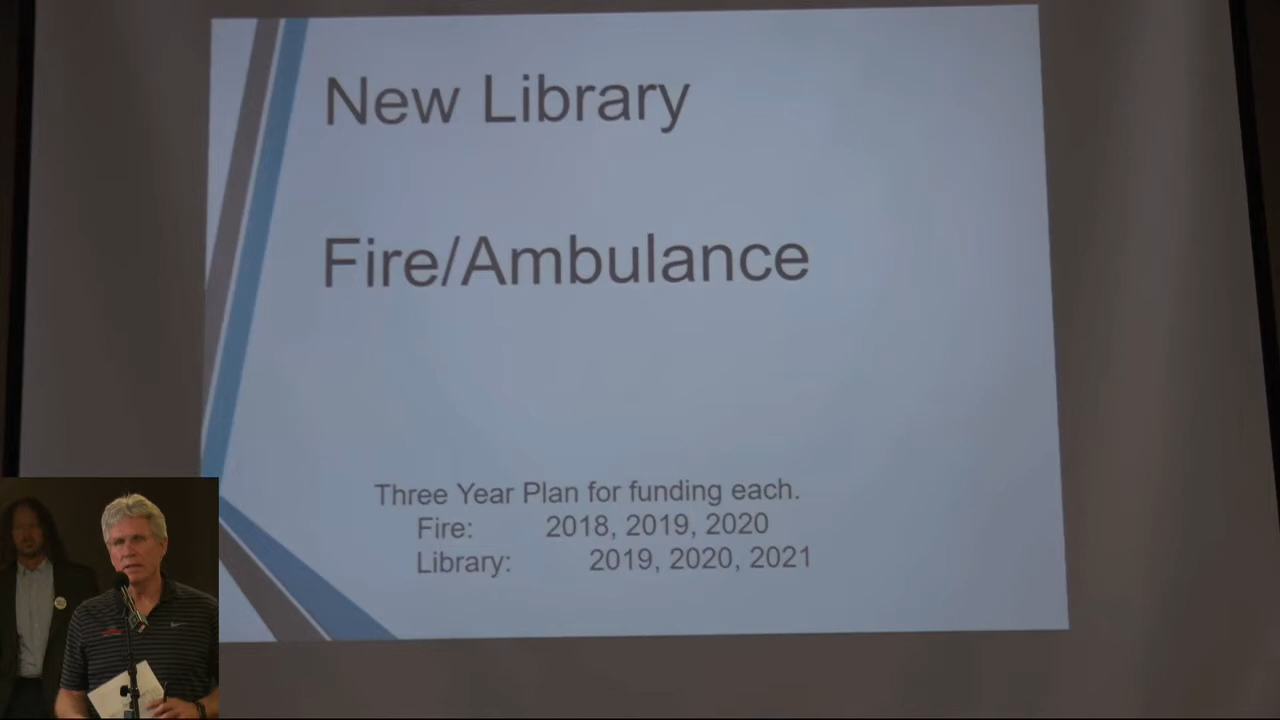 New Library
Fire/Ambulance
Three Year Plan for funding each.
Fire: 2018, 2019, 2020
Library: 2019, 2020, 2021